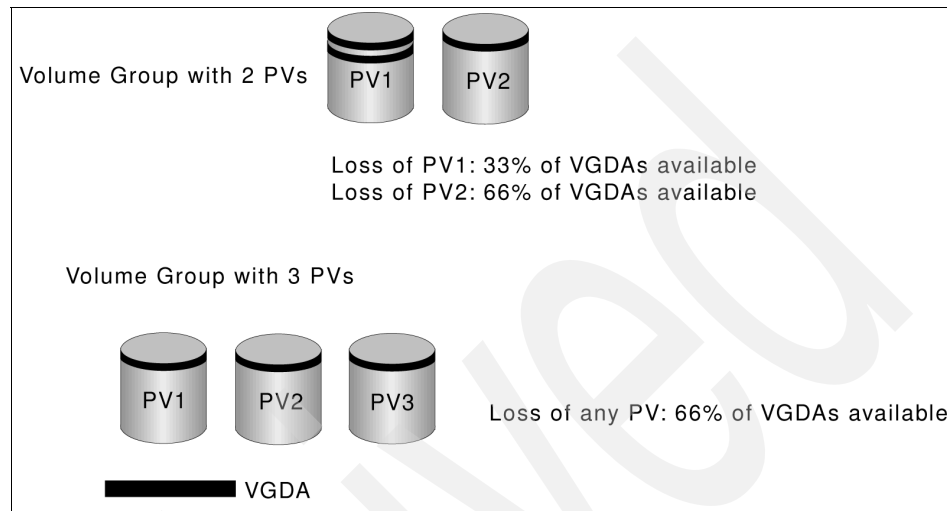 Volume Group with 2 PVs
PV1
PV2
Loss of PV1: 33% of VGDAs available
Loss of PV2: 66% of VGDAs available
Volume Group with 3 PVs
PV1
PV2
PV3
Loss of any PV: 66% of VGDAs available
VGDA